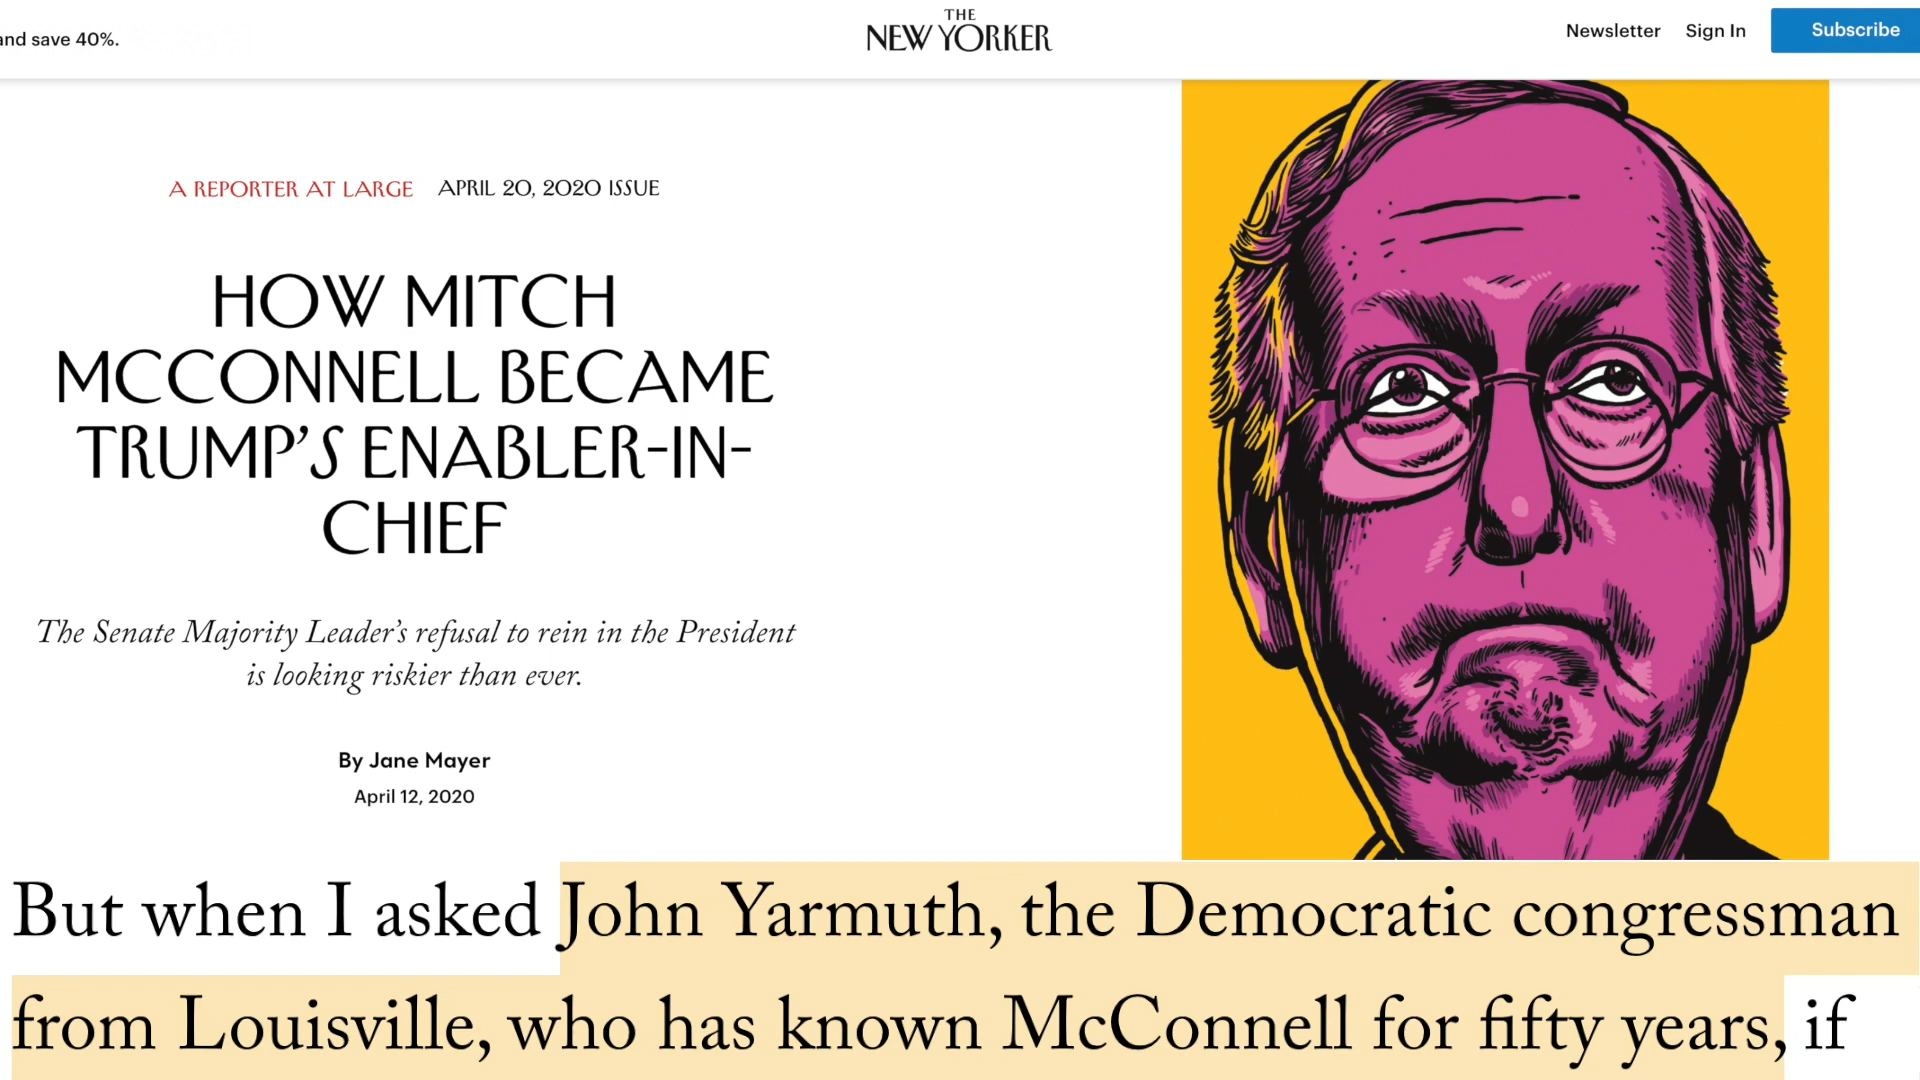 and save 40%.
THE
NEW YORKER
Newsletter Sign In Subscribe
A REPORTER AT LARGE APRIL 20, 2020 ISSUE
HOW MITCH
MCCONNELL BECAME
TRUMP’S ENABLER-IN-
CHIEF
The Senate Majority Leader’s refusal to rein in the President
is looking riskier than ever.
By Jane Mayer
April 12, 2020
But when I asked John Yarmuth, the Democratic congressman
from Louisville, who has known McConnell for fifty years, if